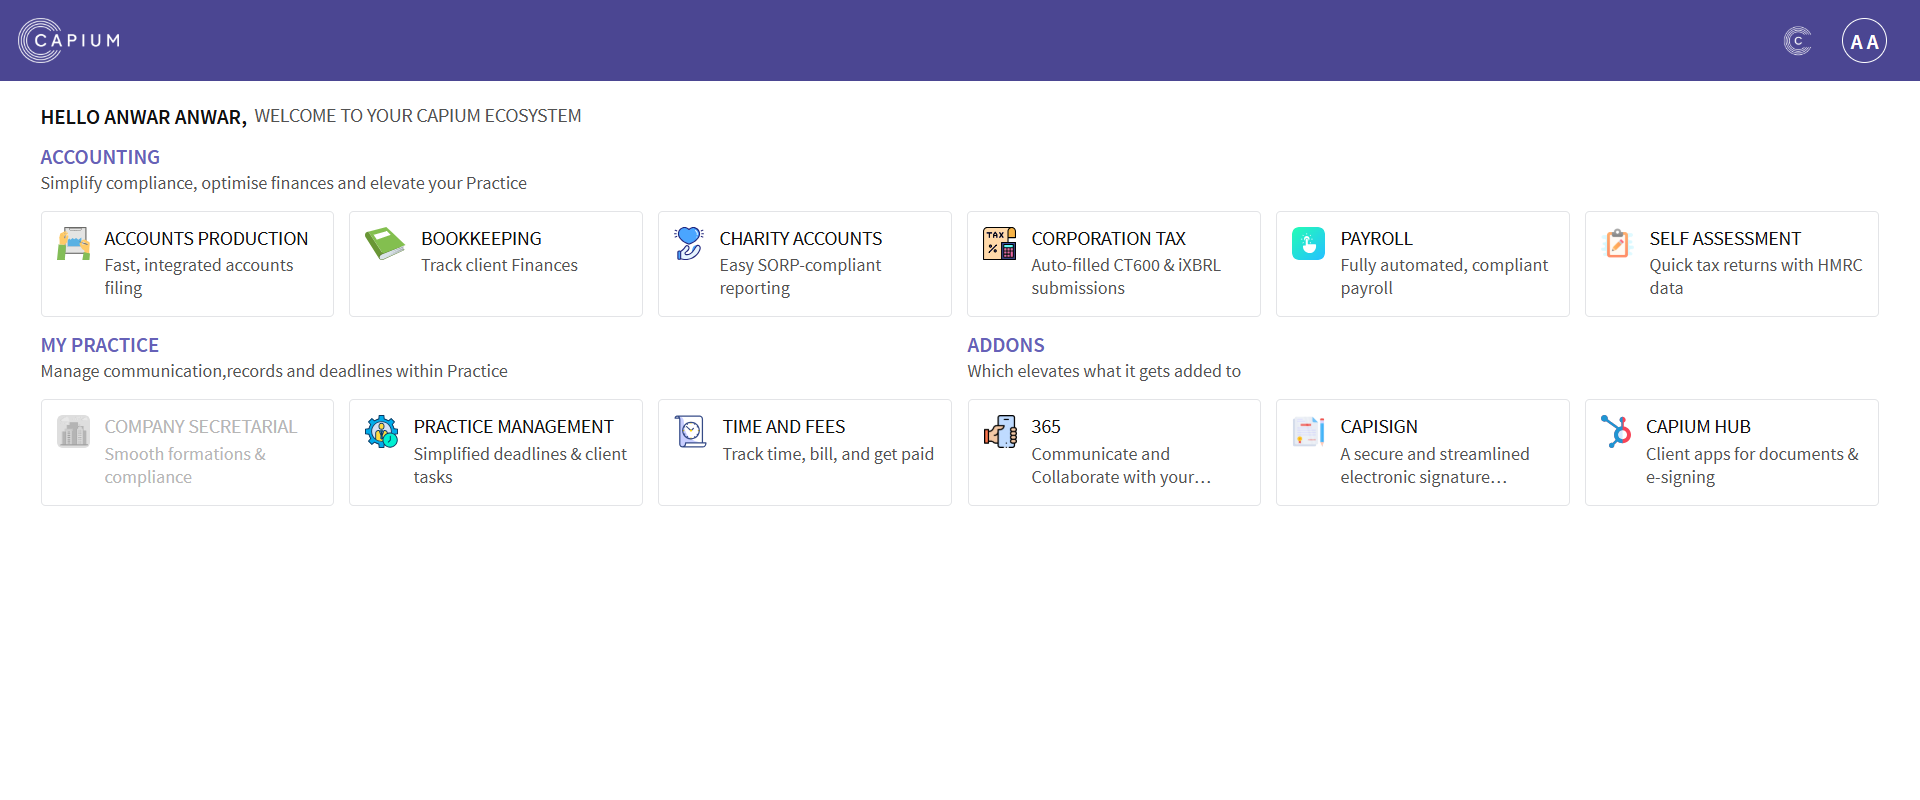 CAPIUM
C
AA
HELLO ANWAR ANWAR, WELCOME TO YOUR CAPIUM ECOSYSTEM
ACCOUNTING
Simplify compliance, optimise finances and elevate your Practice
ACCOUNTS PRODUCTION
Fast, integrated accounts
filing
BOOKKEEPING
Track client Finances
CHARITY ACCOUNTS
Easy SORP-compliant
reporting
TAX
%
CORPORATION TAX
Auto-filled CT600 & iXBRL
submissions
PAYROLL
Fully automated, compliant
payroll
SELF ASSESSMENT
Quick tax returns with HMRC
data
MY PRACTICE
Manage communication,records and deadlines within Practice
COMPANY SECRETARIAL
Smooth formations &
compliance
PRACTICE MANAGEMENT
Simplified deadlines & client
tasks
TIME AND FEES
Track time, bill, and get paid
ADDONS
Which elevates what it gets added to
365
Communicate and
Collaborate with your…
CAPISIGN
A secure and streamlined
electronic signature…
CAPIUM HUB
Client apps for documents &
e-signing